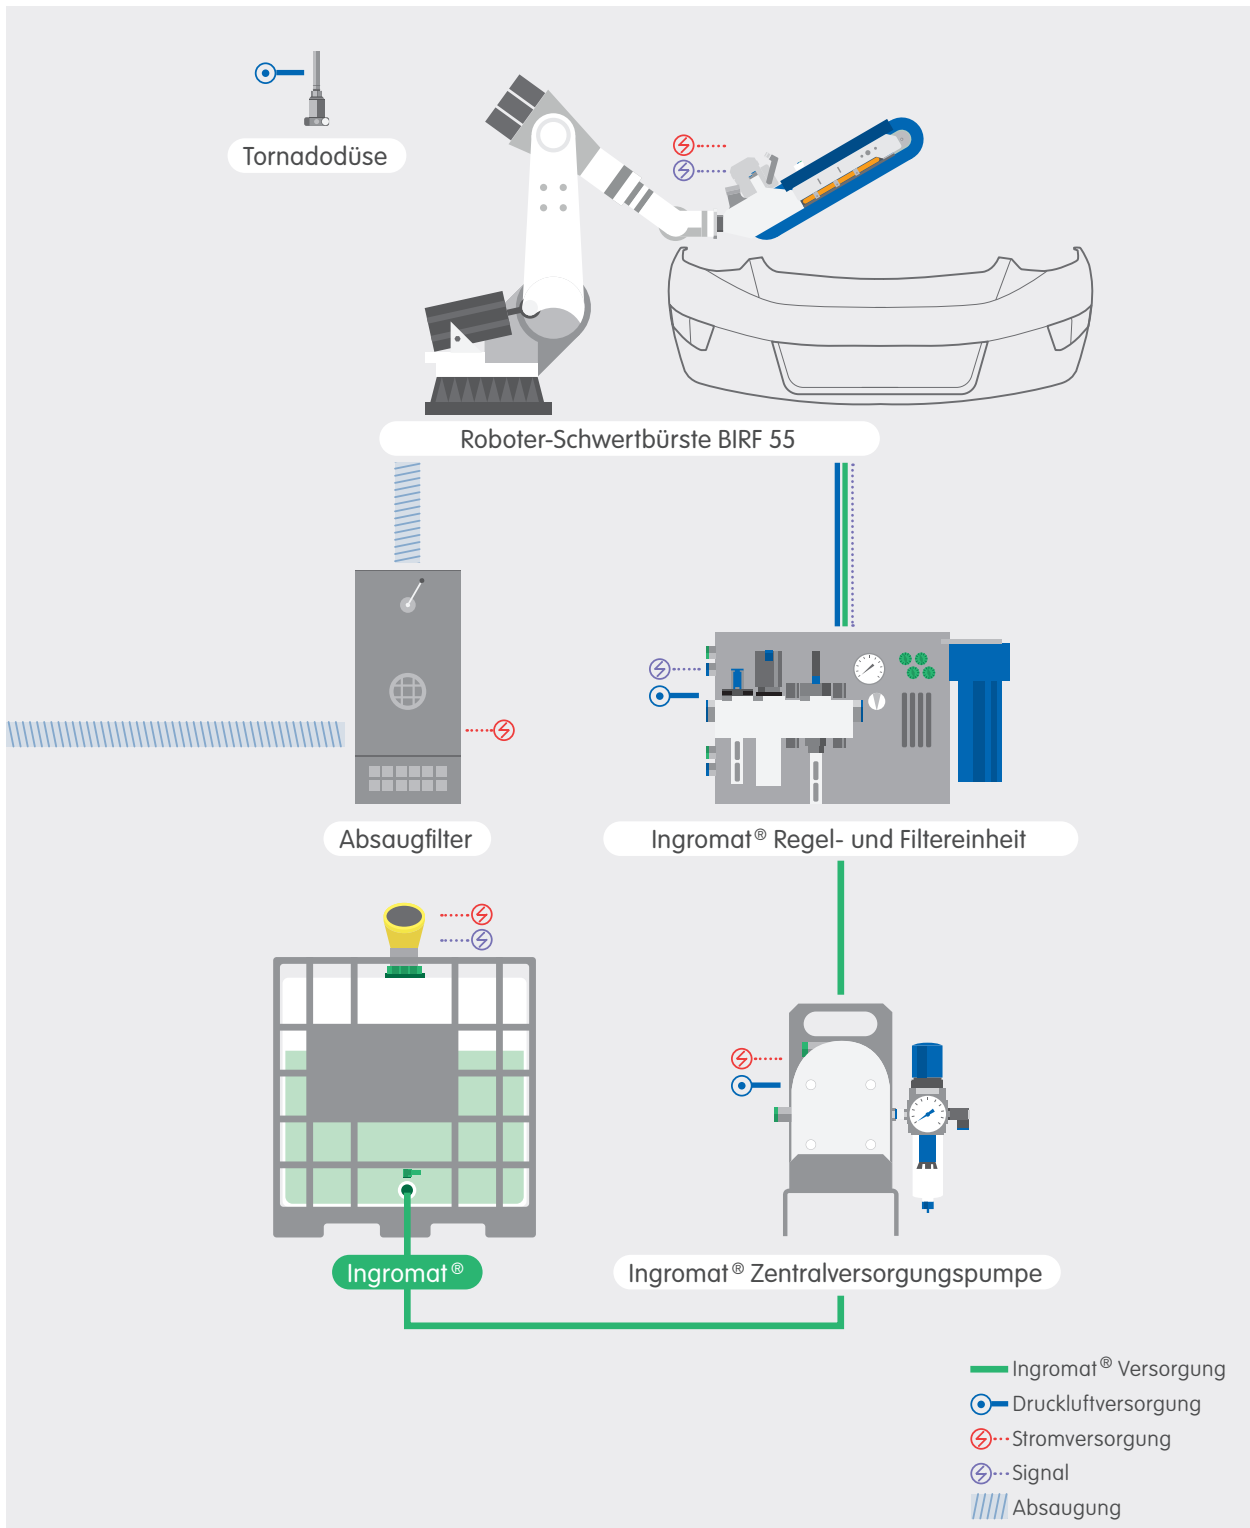 Tornadodüse
Roboter-Schwertbürste BIRF 55
Absaugfilter
Ingromat® Regel- und Filtereinheit
Ingromat®
Ingromat® Zentralversorgungspumpe
Ingromat® Versorgung
Druckluftversorgung
Stromversorgung
Signal
Absaugung